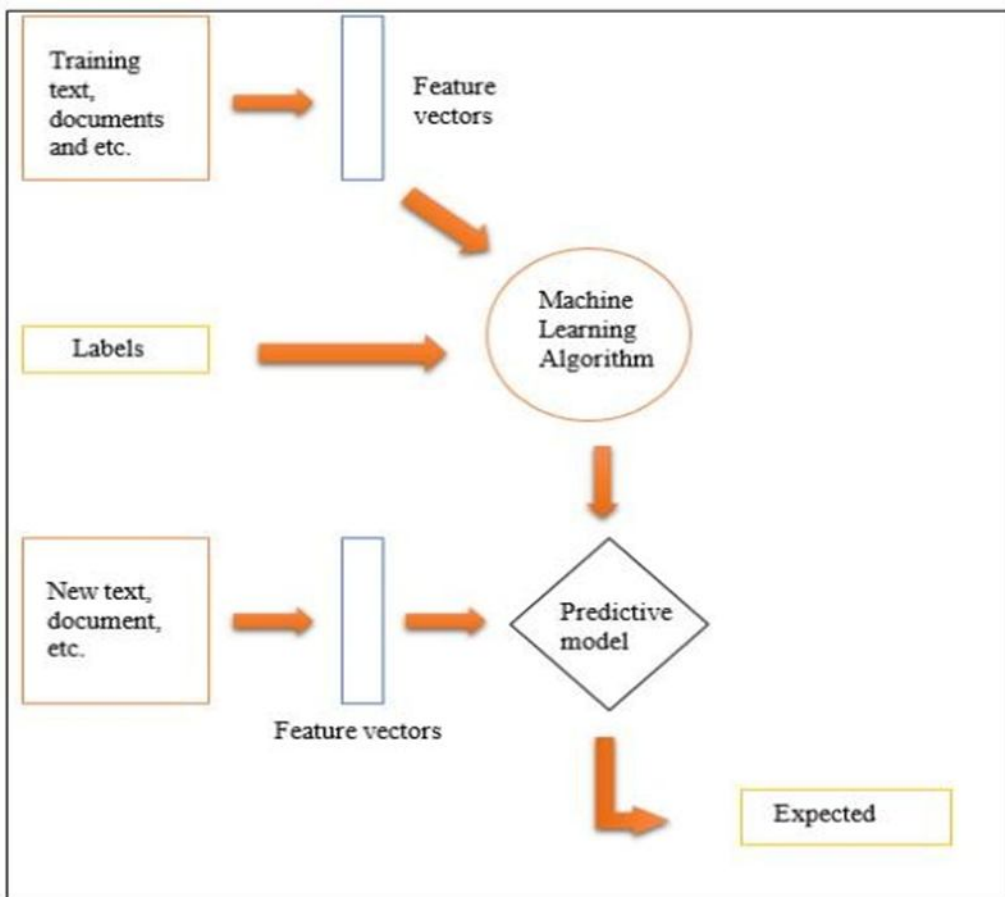 Training
text,
documents
and etc.
Feature
vectors
Machine
Learning
Algorithm
Labels
New text,
document,
etc.
Predictive
model
Feature vectors
Expected